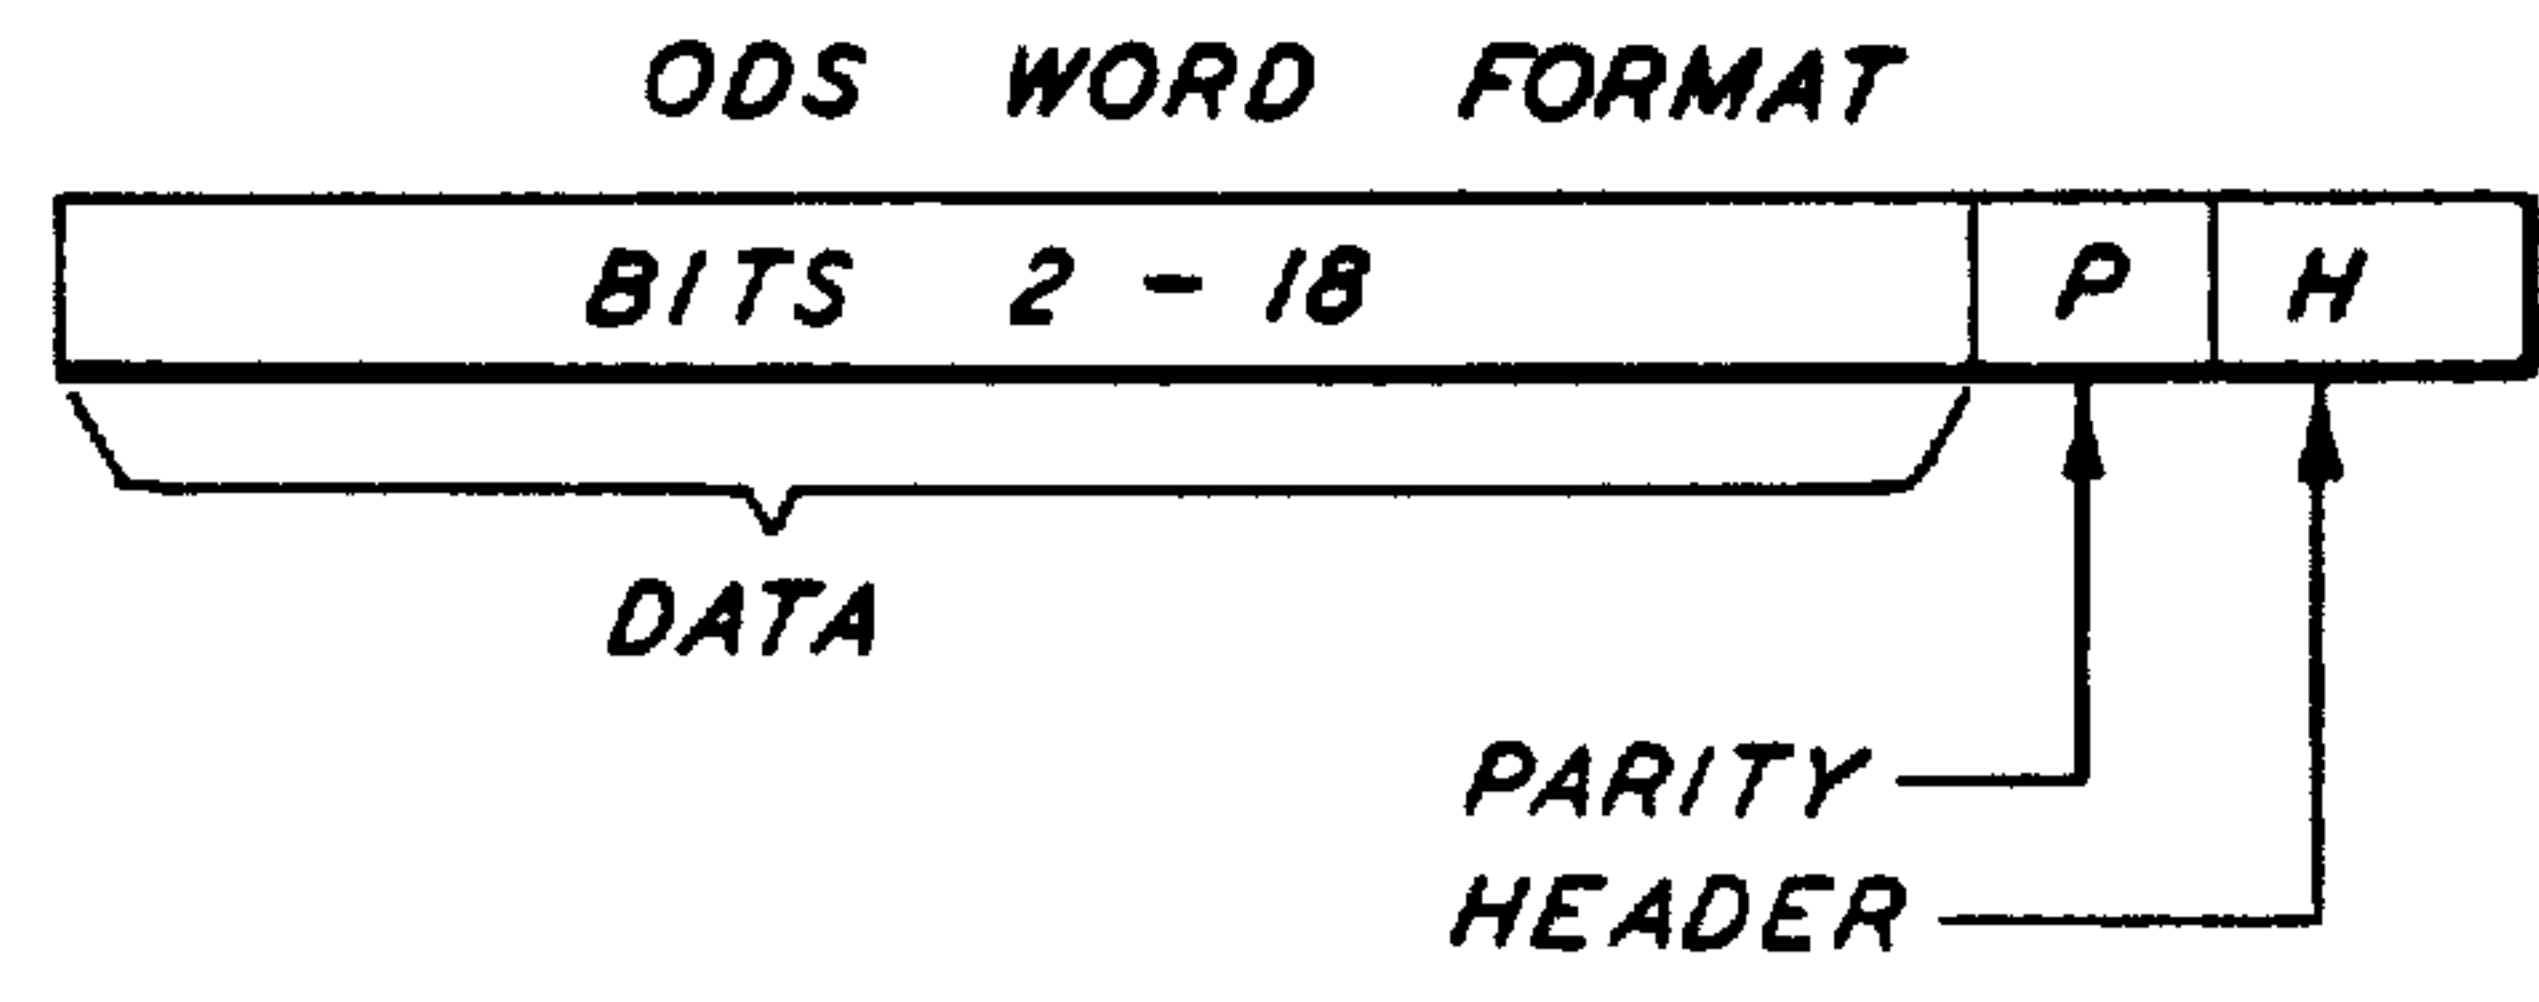 ODS WORD FORMAT
BITS 2 - 18 P H
DATA
PARITY
HEADER